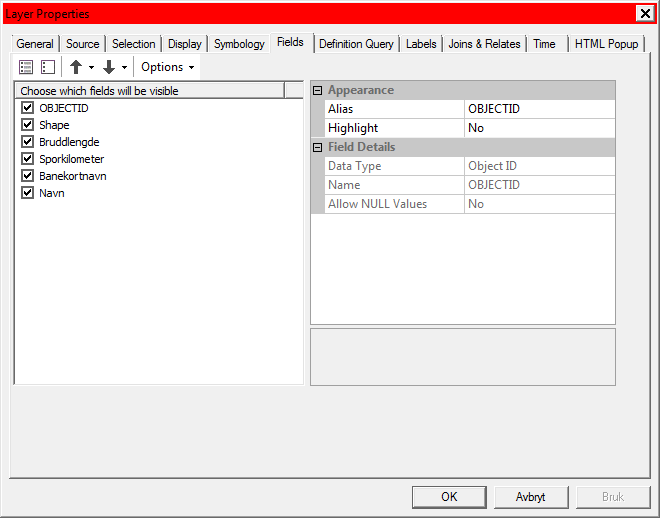 Layer Properties
General Source Selection Display Symbology Fields Definition Query Labels Joins & Relates Time HTML Popup
Options
Choose which fields will be visible
OBJECTID
Shape
Bruddlengde
Sporkilometer
Banekortnavn
Navn
Appearance
Alias OBJECTID
Highlight No
Field Details
Data Type Object ID
Name OBJECTID
Allow NULL Values No
OK Avbryt Bruk